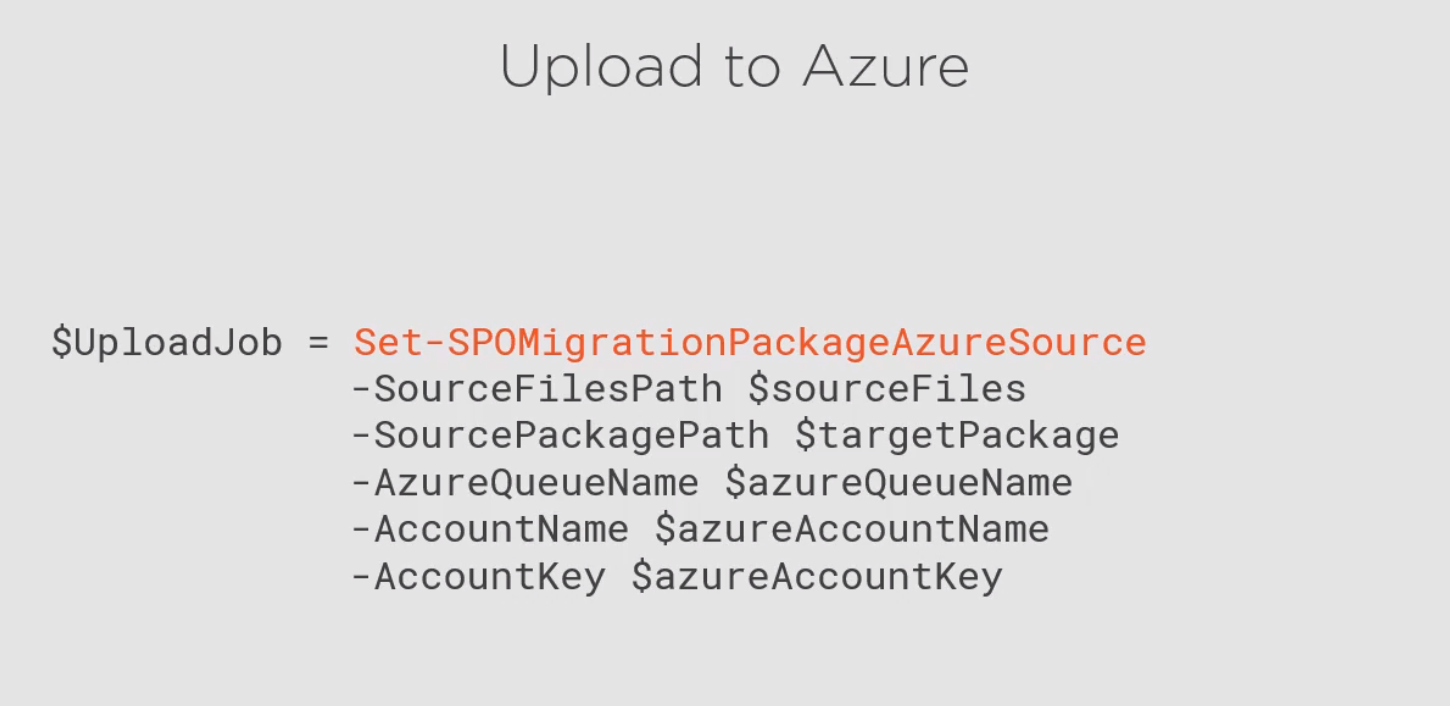 Upload to Azure
$UploadJob = Set-SPOMigrationPackageAzureSource
-SourceFilesPath $sourceFiles
-SourcePackagePath $targetPackage
-AzureQueueName $azureQueueName
-AccountName $azureAccountName
-AccountKey $azureAccountKey